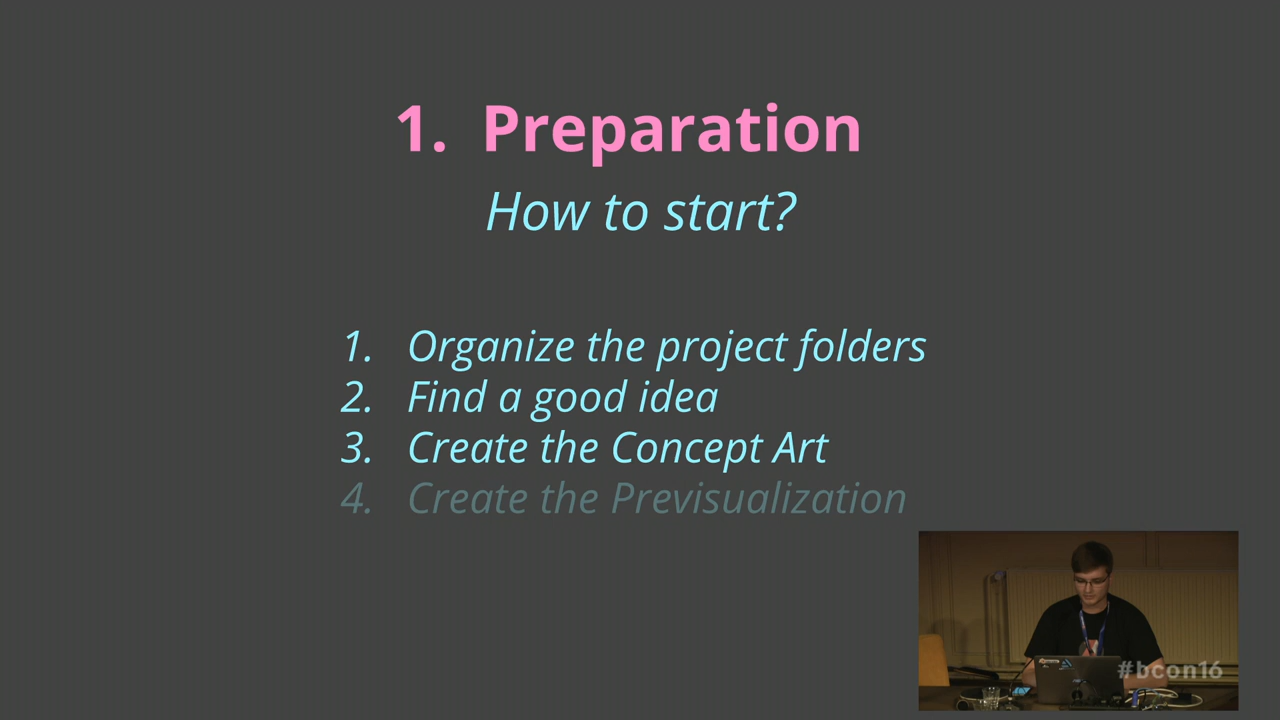 1. Preparation
How to start?
1. Organize the project folders
2. Find a good idea
3. Create the Concept Art
4. Create the Previsualization
#bcon16